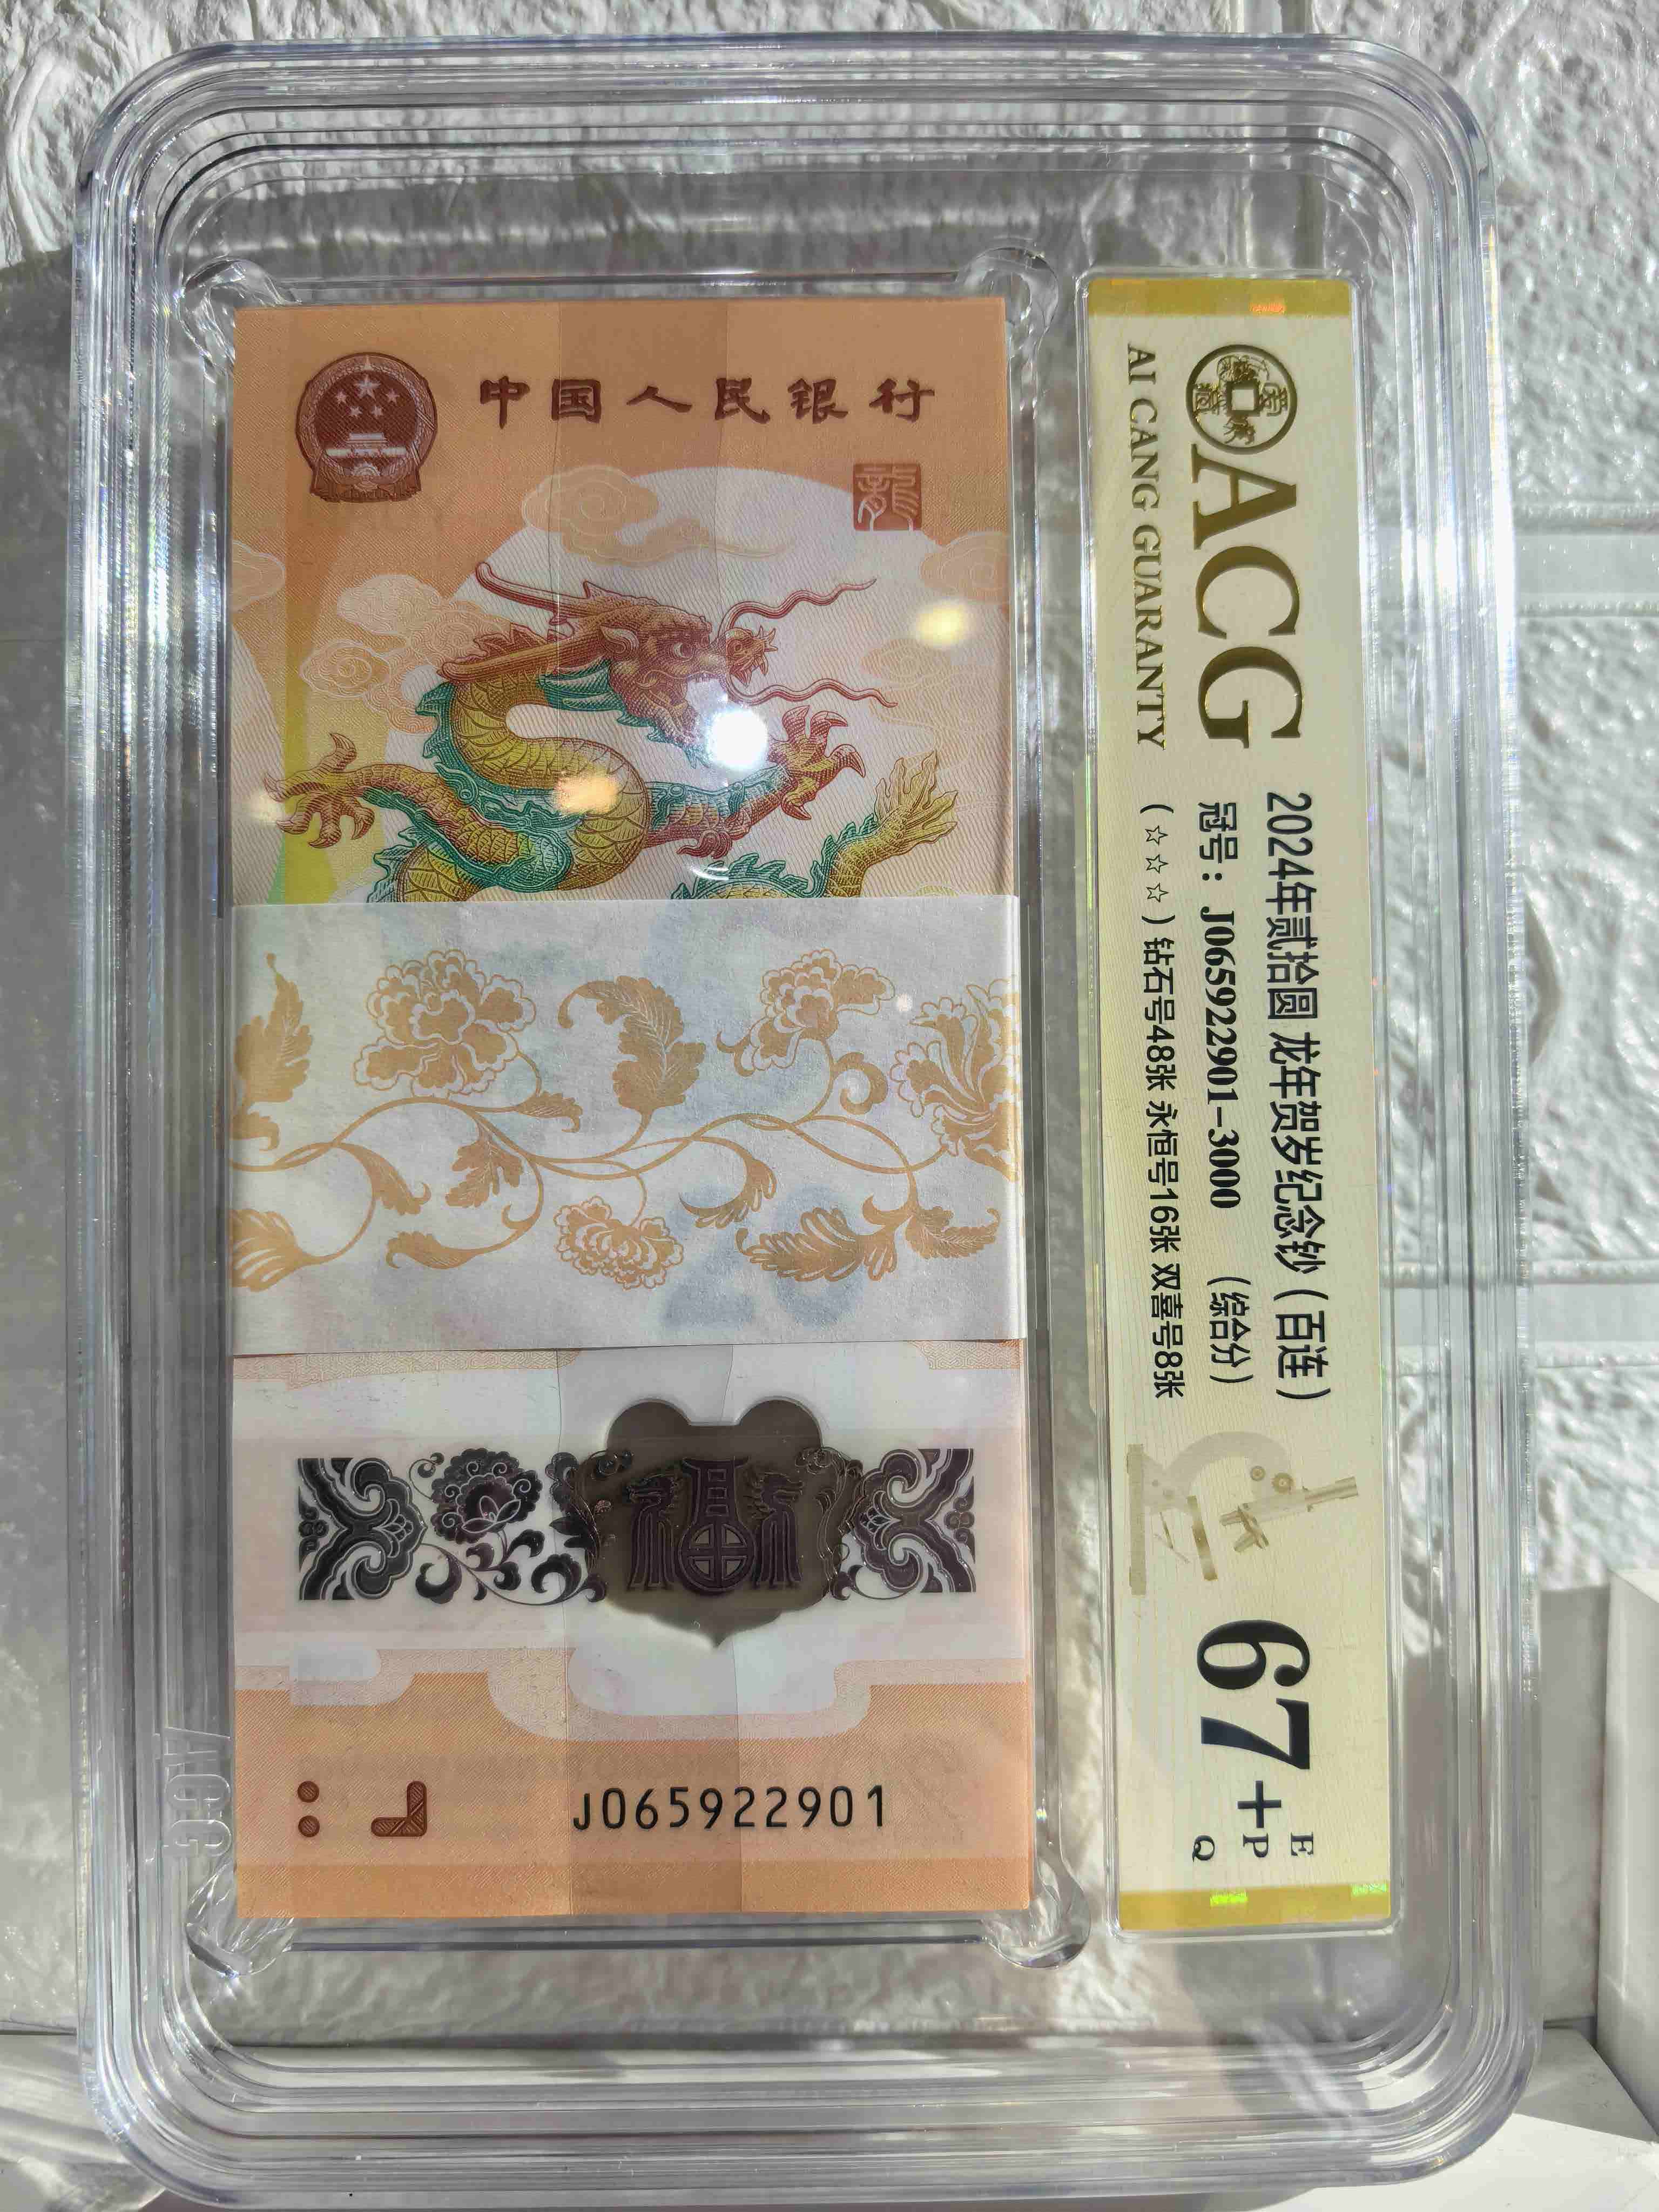 中国人民银行
龍
福
J065922901
ACG
AI CANG GUARANTY
2024年贰拾圆 龙年贺岁纪念钞（百连）
冠号：J065922901-3000 （综合分）
（☆☆☆）钻石号48张 永恒号16张 双喜号8张
67+
E
P
Q
ACG